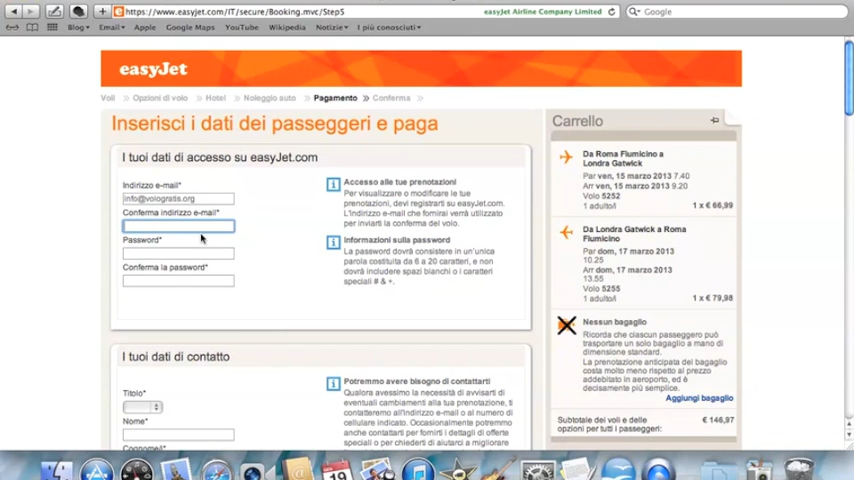 https://www.easyjet.com/IT/secure/Booking.mvc/Step5
easyJet Airline Company Limited
Google
Blog
Email
Apple
Google Maps
YouTube
Wikipedia
Notizie
I più conosciuti
easyJet
Voli
Opzioni di volo
Hotel
Noleggio auto
Pagamento
Conferma
Inserisci i dati dei passeggeri e paga
I tuoi dati di accesso su easyJet.com
Indirizzo e-mail*
info@vologratis.org
Conferma indirizzo e-mail*
Password*
Conferma la password*
Accesso alle tue prenotazioni
Per visualizzare o modificare le tue
prenotazioni, devi registrarti su easyJet.com.
L'indirizzo e-mail che fornirai verrà utilizzato
per inviarti la conferma del volo.
Informazioni sulla password
La password dovrà consistere in un'unica
parola costituita da 6 a 20 caratteri, e non
dovrà includere spazi bianchi o i caratteri
speciali # & +.
I tuoi dati di contatto
Titolo*
Nome*
Cognome/i*
Potremmo avere bisogno di contattarti
Qualora avessimo la necessità di avvisarti di
eventuali cambiamenti alla tua prenotazione, ti
contatteremo all'indirizzo e-mail o al numero di
cellulare indicato. Occasionalmente potremmo
anche contattarti per fornirti i dettagli di offerte
speciali o per chiederti di aiutarci a migliorare
Carrello
Da Roma Fiumicino a
Londra Gatwick
Par ven, 15 marzo 2013 7.40
Arr ven, 15 marzo 2013 9.20
Volo 5252
1 adulto/i
1 x € 66,99
Da Londra Gatwick a Roma
Fiumicino
Par dom, 17 marzo 2013
10.25
Arr dom, 17 marzo 2013
13.55
Volo 5255
1 adulto/i
1 x € 79,98
Nessun bagaglio
Ricorda che ciascun passeggero può
trasportare un solo bagaglio a mano di
dimensione standard.
La prenotazione anticipata del bagaglio
costa molto meno rispetto al prezzo
addebitato in aeroporto, ed è
decisamente più semplice.
Aggiungi bagaglio
Subtotale dei voli e delle
opzioni per tutti i passeggeri:
€ 146,97
19